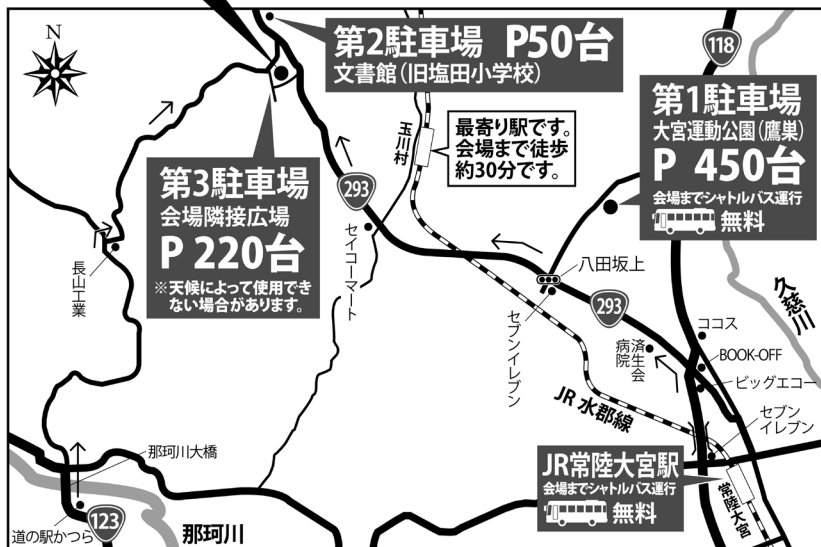 N
第2駐車場 P50台
文書館（旧塩田小学校）
118
第1駐車場
大宮運動公園（鷹巣）
P 450台
会場までシャトルバス運行
無料
玉川村
最寄り駅です。
会場まで徒歩
約30分です。
第3駐車場
会場隣接広場
P 220台
※天候によって使用でき
ない場合があります。
293
セイコーマート
長山工業
八田坂上
セブンイレブン
293
久慈川
ココス
済生会
病院
BOOK-OFF
ビッグエコー
セブン
イレブン
JR水郡線
JR常陸大宮駅
会場までシャトルバス運行
無料
常陸大宮
那珂川大橋
道の駅かつら
123
那珂川